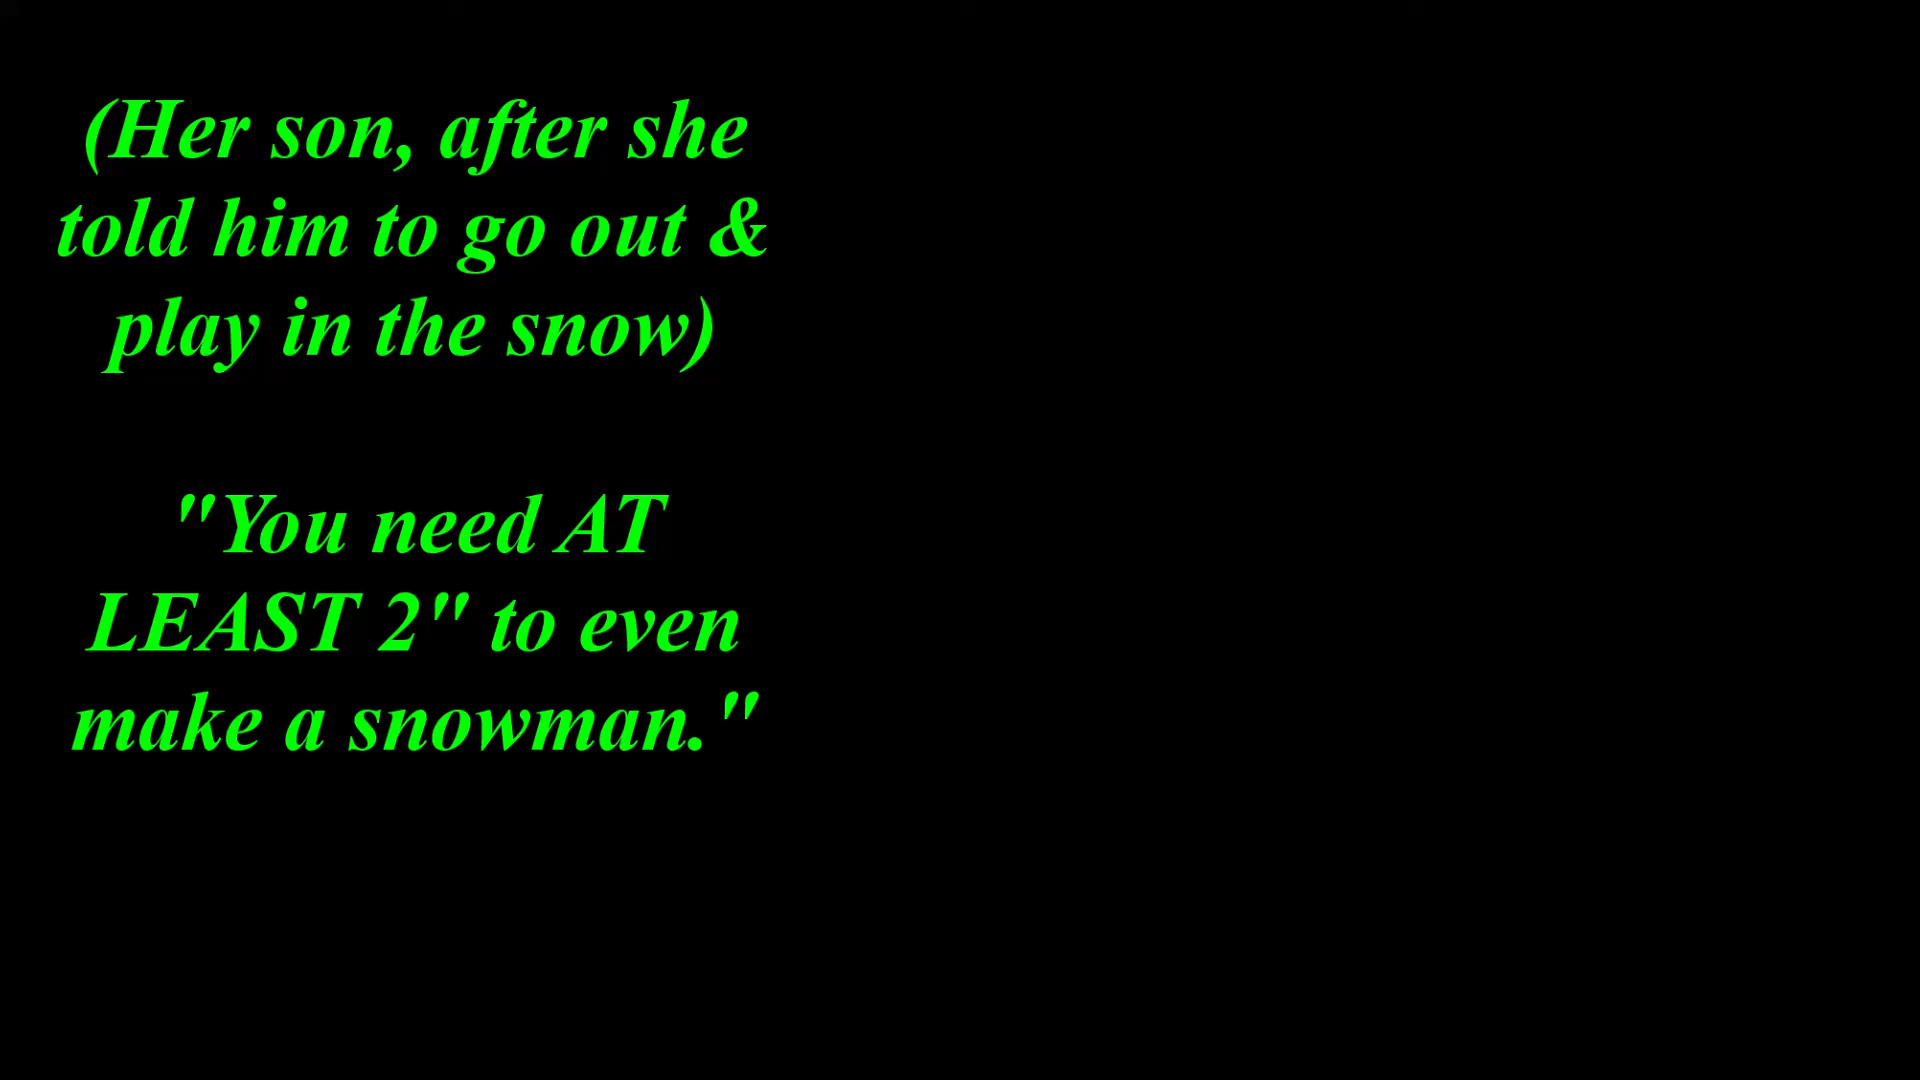 (Her son, after she
told him to go out &
play in the snow)
"You need AT
LEAST 2" to even
make a snowman."